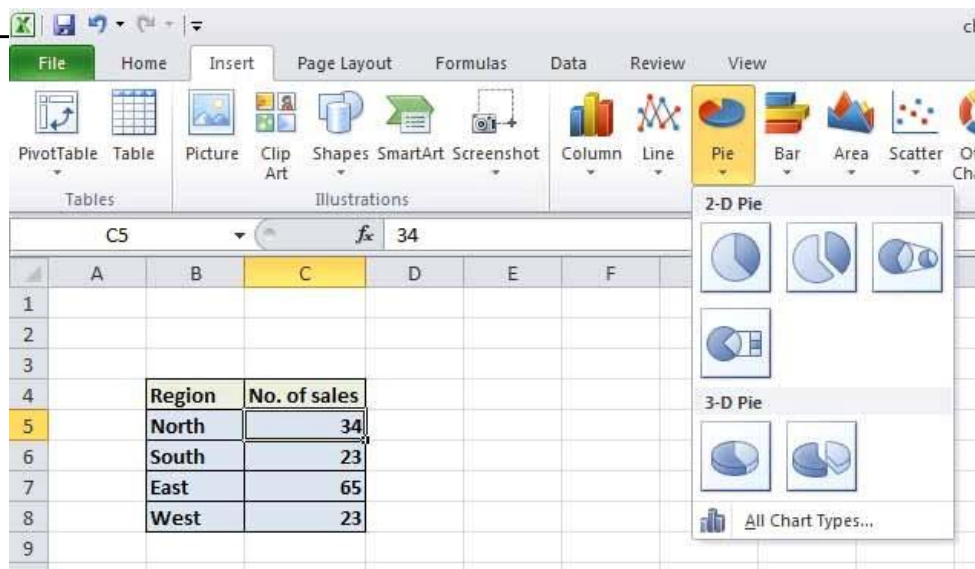 cl
File Home Insert Page Layout Formulas Data Review View
PivotTable Table Picture Clip Art Shapes SmartArt Screenshot Column Line Pie Bar Area Scatter
Tables Illustrations
2-D Pie
C5 fx 34
A B C D E F
1
2
3
4 Region No. of sales
3-D Pie
5 North 34
6 South 23
7 East 65
8 West 23
All Chart Types...
9